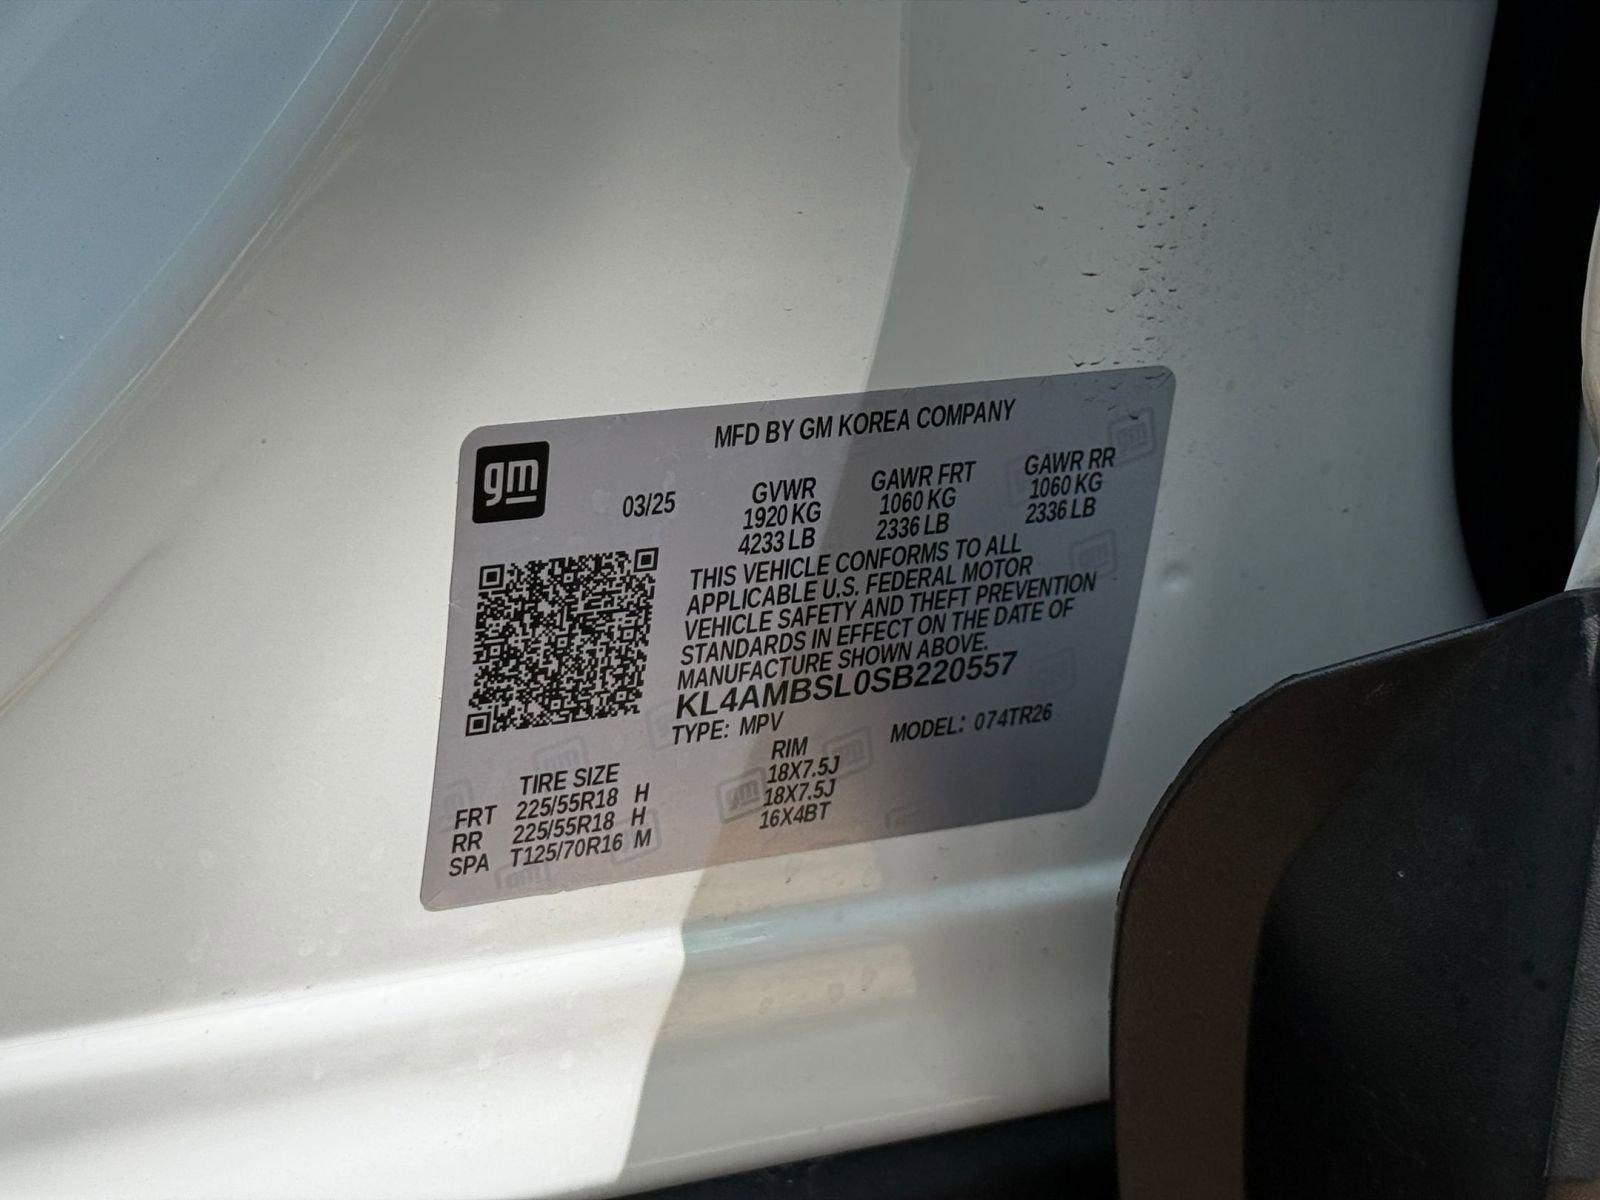 MFD BY GM KOREA COMPANY
gm
03/25
GVWR GAWR FRT GAWR RR
1920 KG 1060 KG 1060 KG
4233 LB 2336 LB 2336 LB
THIS VEHICLE CONFORMS TO ALL
APPLICABLE U.S. FEDERAL MOTOR
VEHICLE SAFETY AND THEFT PREVENTION
STANDARDS IN EFFECT ON THE DATE OF
MANUFACTURE SHOWN ABOVE.
KL4AMBSL0SB220557
TYPE: MPV MODEL: 074TR26
TIRE SIZE RIM
FRT 225/55R18 H 18X7.5J
RR 225/55R18 H 18X7.5J
SPA T125/70R16 M 16X4BT